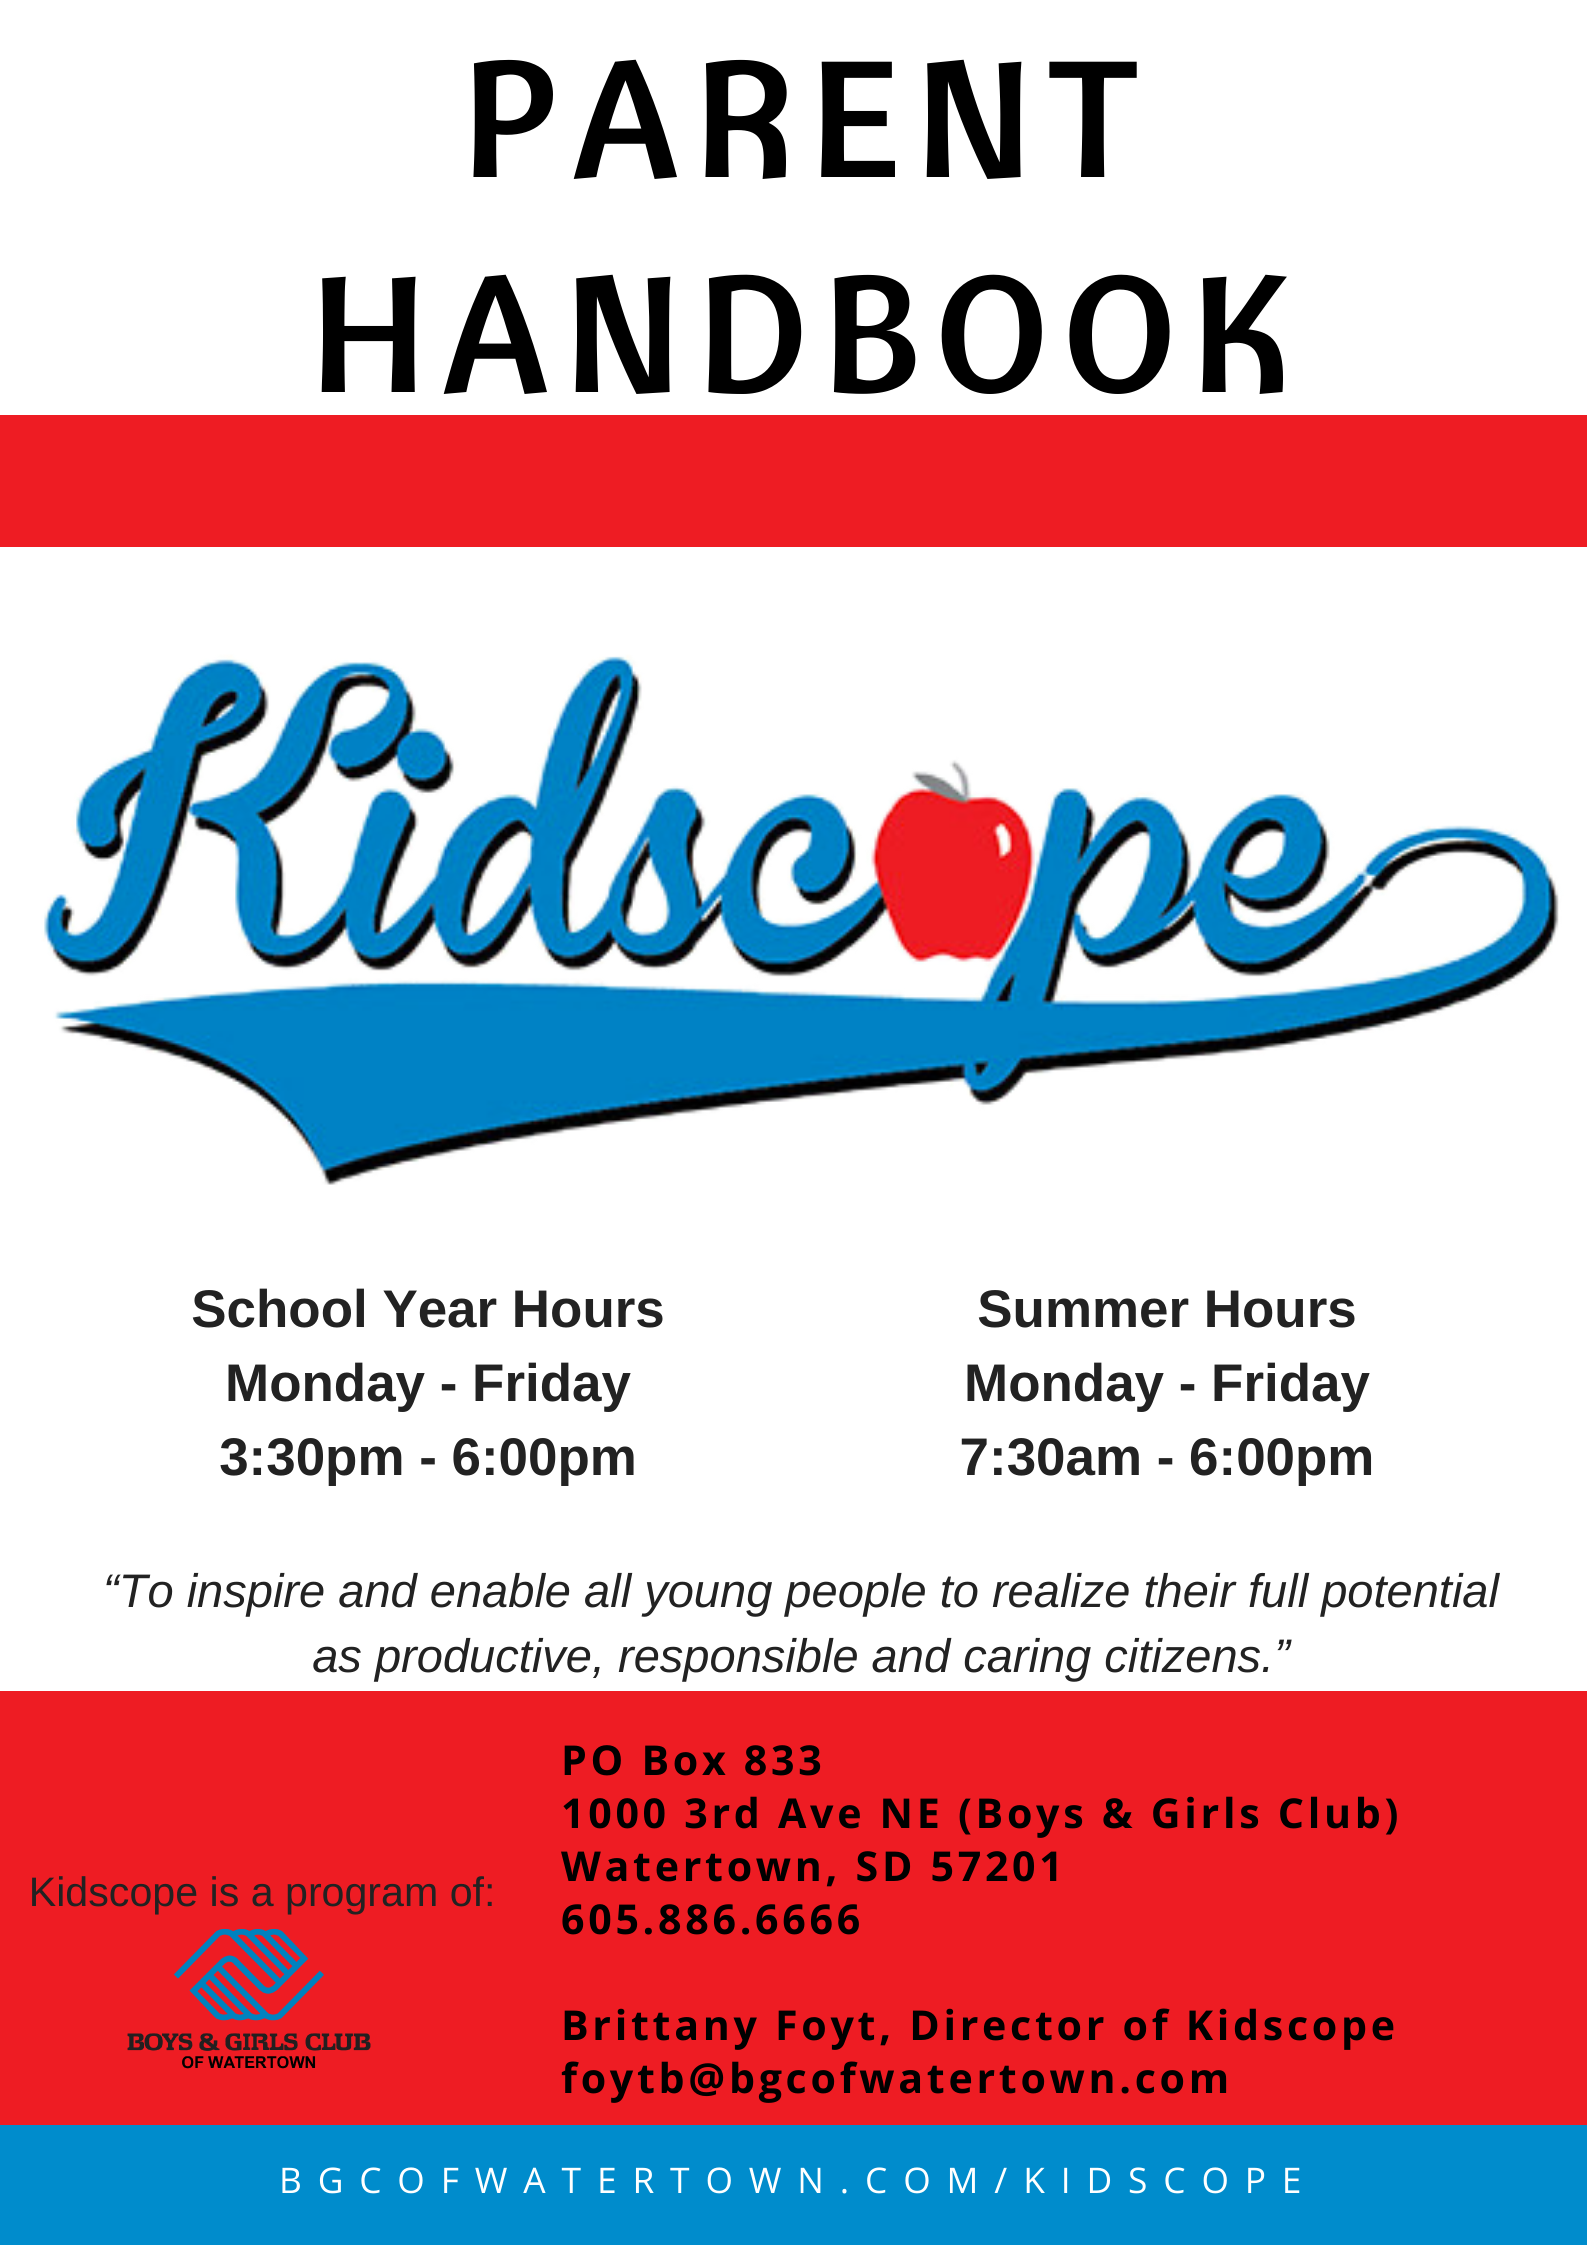 PARENT
HANDBOOK
Kidscope
School Year Hours
Monday - Friday
3:30pm - 6:00pm
Summer Hours
Monday - Friday
7:30am - 6:00pm
“To inspire and enable all young people to realize their full potential
as productive, responsible and caring citizens.”
Kidscope is a program of:
BOYS & GIRLS CLUB
OF WATERTOWN
PO Box 833
1000 3rd Ave NE (Boys & Girls Club)
Watertown, SD 57201
605.886.6666
Brittany Foyt, Director of Kidscope
foytb@bgcofwatertown.com
BGCOFWATERTOWN.COM/KIDSCOPE